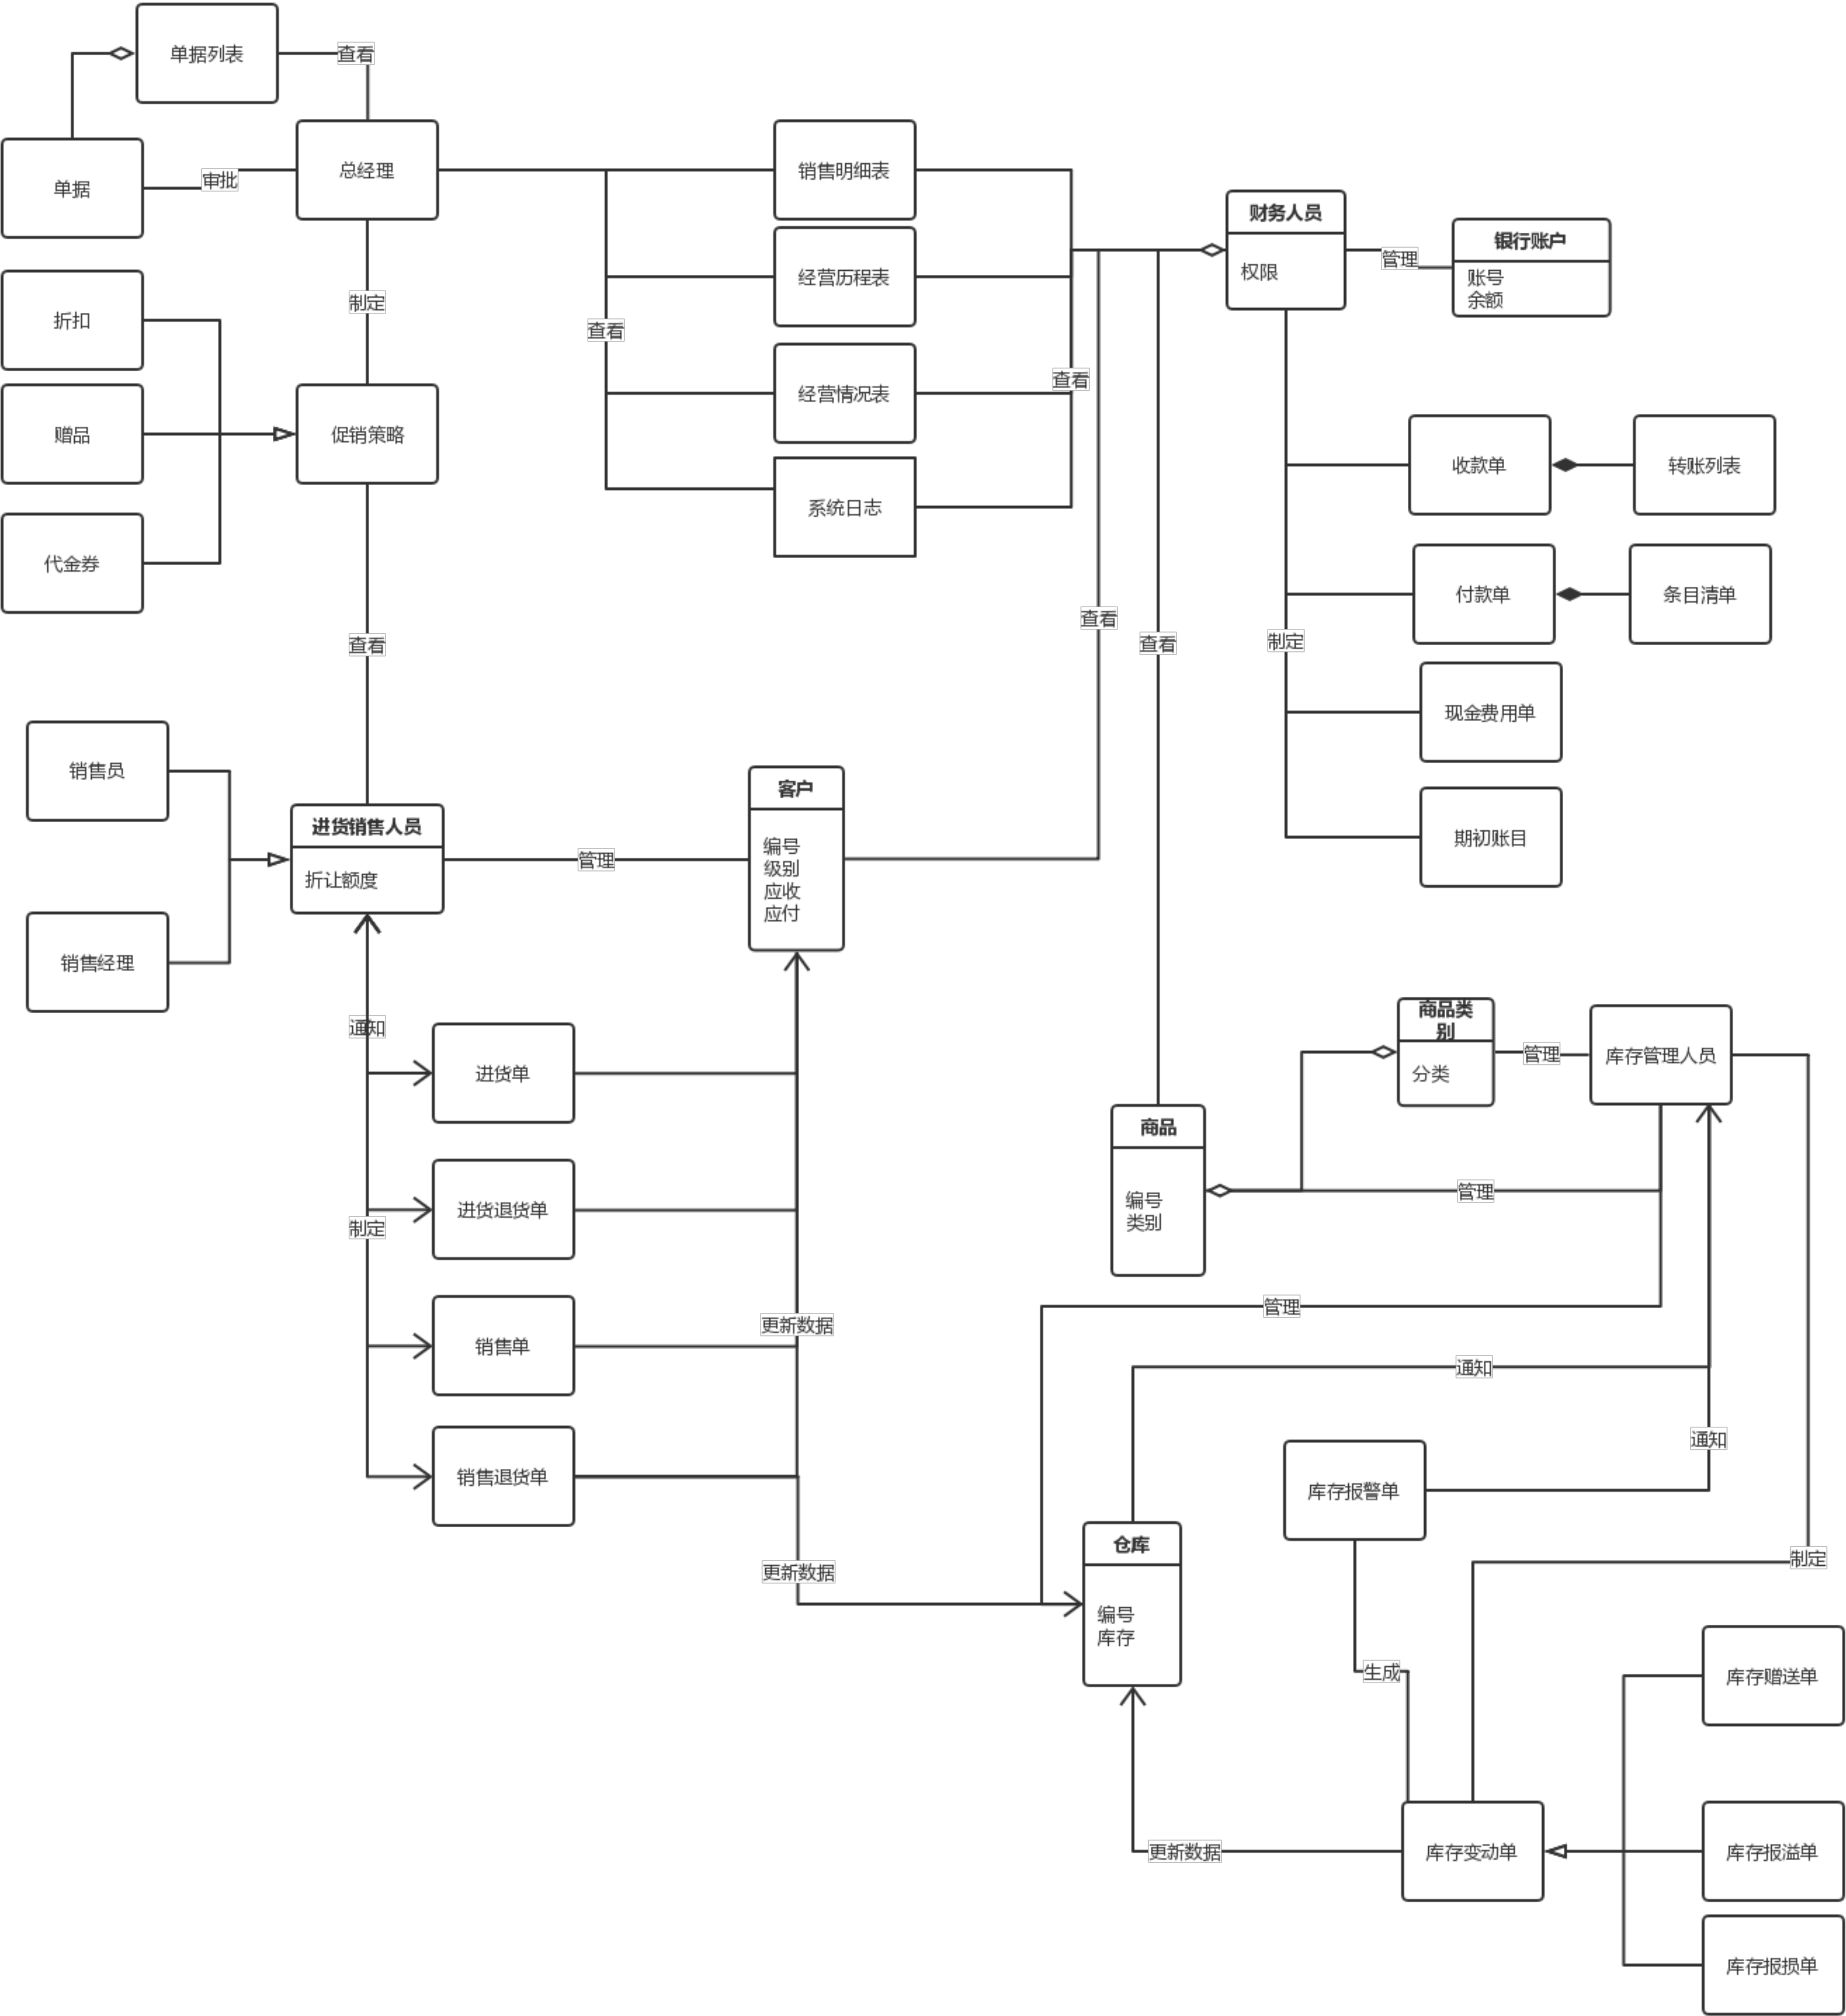 单据列表
查看
单据
审批
总经理
销售明细表
经营历程表
经营情况表
系统日志
查看
查看
财务人员
权限
管理
银行账户
账号
余额
制定
折扣
赠品
代金券
促销策略
查看
收款单
转账列表
付款单
条目清单
制定
现金费用单
期初账目
查看
查看
销售员
销售经理
进货销售人员
折让额度
管理
客户
编号
级别
应收
应付
通知
进货单
进货退货单
制定
销售单
销售退货单
更新数据
更新数据
商品类
别
分类
管理
库存管理人员
商品
编号
类别
管理
管理
通知
通知
库存报警单
制定
仓库
编号
库存
生成
库存赠送单
库存变动单
更新数据
库存报溢单
库存报损单